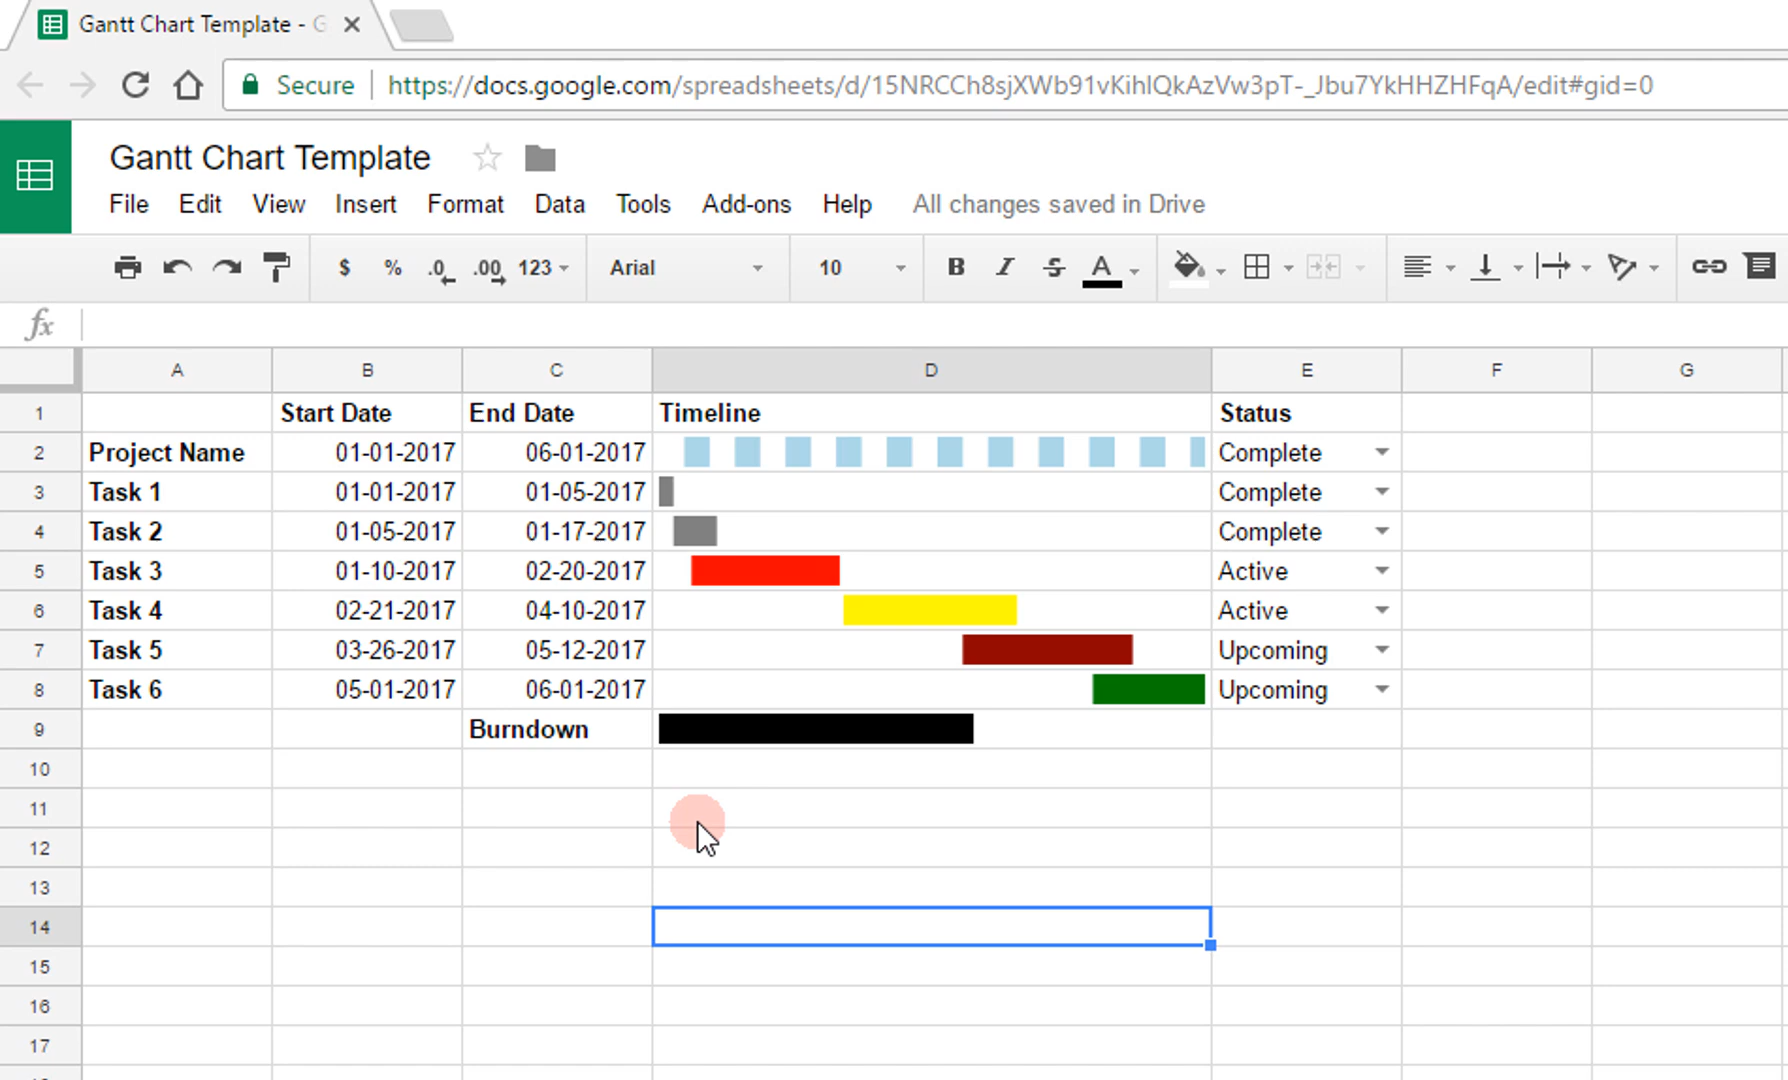 Gantt Chart Template - G
Secure https://docs.google.com/spreadsheets/d/15NRCCh8sjXWb91vKihlQkAzVw3pT-_Jbu7YkHHZHFqA/edit#gid=0
Gantt Chart Template
File Edit View Insert Format Data Tools Add-ons Help All changes saved in Drive
$ % .0 .00 123 Arial 10 B I S A
fx
A B C D E F G
1 Start Date End Date Timeline Status
2 Project Name 01-01-2017 06-01-2017 Complete
3 Task 1 01-01-2017 01-05-2017 Complete
4 Task 2 01-05-2017 01-17-2017 Complete
5 Task 3 01-10-2017 02-20-2017 Active
6 Task 4 02-21-2017 04-10-2017 Active
7 Task 5 03-26-2017 05-12-2017 Upcoming
8 Task 6 05-01-2017 06-01-2017 Upcoming
9 Burndown
10
11
12
13
14
15
16
17